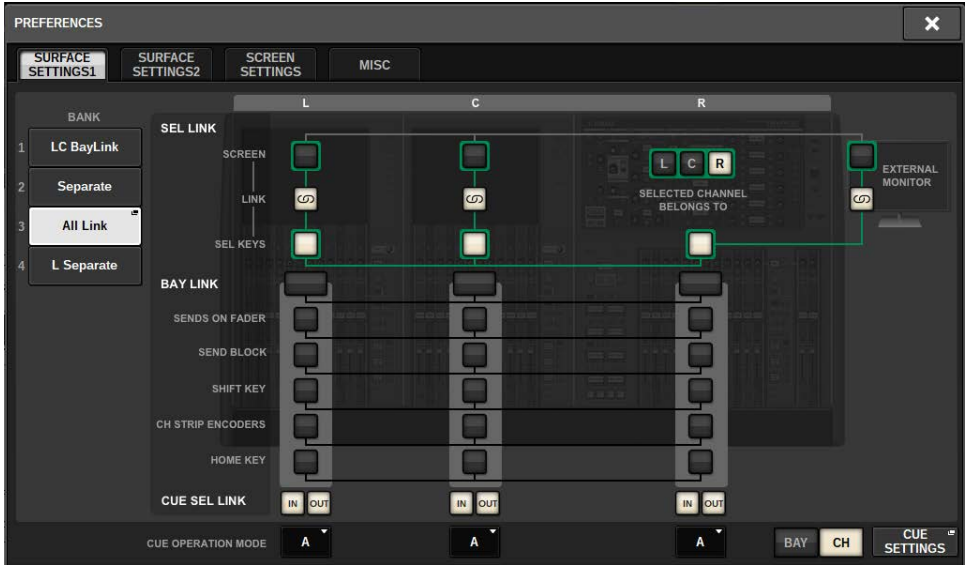 PREFERENCES
SURFACE
SETTINGS1
SURFACE
SETTINGS2
SCREEN
SETTINGS
MISC
L C R
BANK
1 LC BayLink
2 Separate
3 All Link
4 L Separate
SEL LINK
SCREEN
LINK
SEL KEYS
L C R
SELECTED CHANNEL
BELONGS TO
EXTERNAL
MONITOR
BAY LINK
SENDS ON FADER
SEND BLOCK
SHIFT KEY
CH STRIP ENCODERS
HOME KEY
CUE SEL LINK
IN OUT IN OUT IN OUT
CUE OPERATION MODE A A A
BAY CH
CUE
SETTINGS